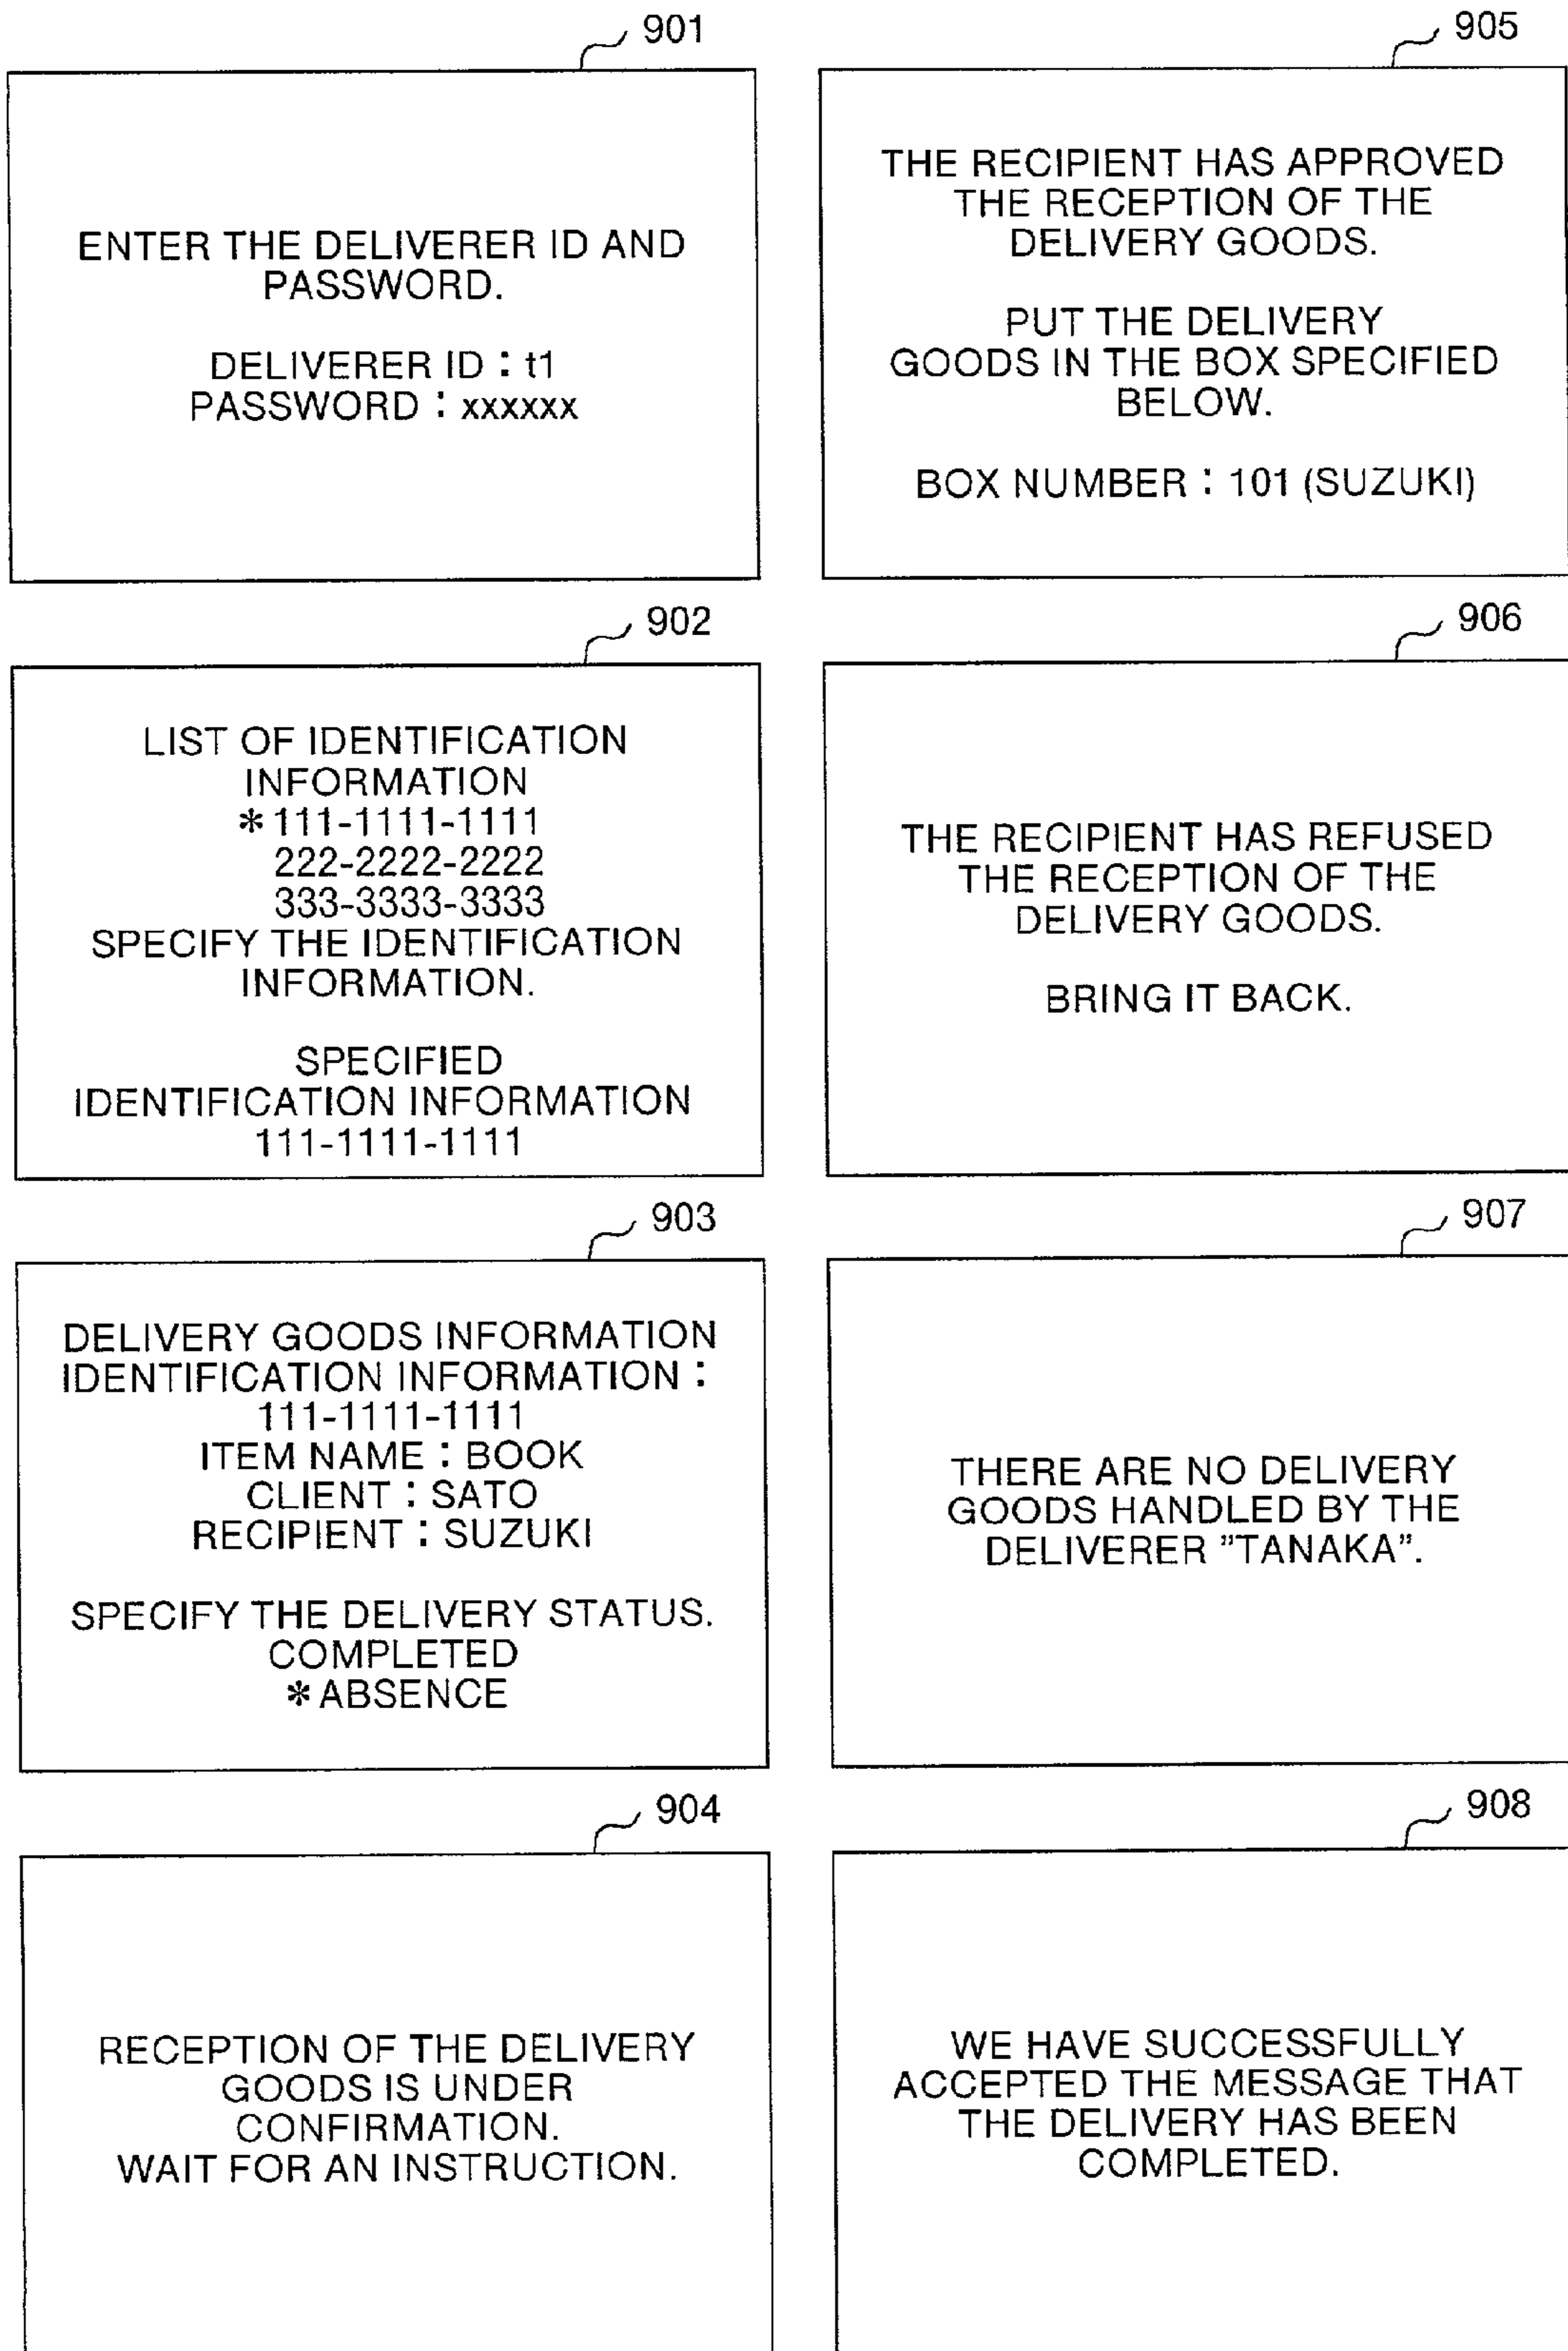 901
ENTER THE DELIVERER ID AND
PASSWORD.
DELIVERER ID : t1
PASSWORD : xxxxxx
902
LIST OF IDENTIFICATION
INFORMATION
*111-1111-1111
222-2222-2222
333-3333-3333
SPECIFY THE IDENTIFICATION
INFORMATION.
SPECIFIED
IDENTIFICATION INFORMATION
111-1111-1111
903
DELIVERY GOODS INFORMATION
IDENTIFICATION INFORMATION :
111-1111-1111
ITEM NAME : BOOK
CLIENT : SATO
RECIPIENT : SUZUKI
SPECIFY THE DELIVERY STATUS.
COMPLETED
*ABSENCE
904
RECEPTION OF THE DELIVERY
GOODS IS UNDER
CONFIRMATION.
WAIT FOR AN INSTRUCTION.
905
THE RECIPIENT HAS APPROVED
THE RECEPTION OF THE
DELIVERY GOODS.
PUT THE DELIVERY
GOODS IN THE BOX SPECIFIED
BELOW.
BOX NUMBER : 101 (SUZUKI)
906
THE RECIPIENT HAS REFUSED
THE RECEPTION OF THE
DELIVERY GOODS.
BRING IT BACK.
907
THERE ARE NO DELIVERY
GOODS HANDLED BY THE
DELIVERER ”TANAKA”.
908
WE HAVE SUCCESSFULLY
ACCEPTED THE MESSAGE THAT
THE DELIVERY HAS BEEN
COMPLETED.